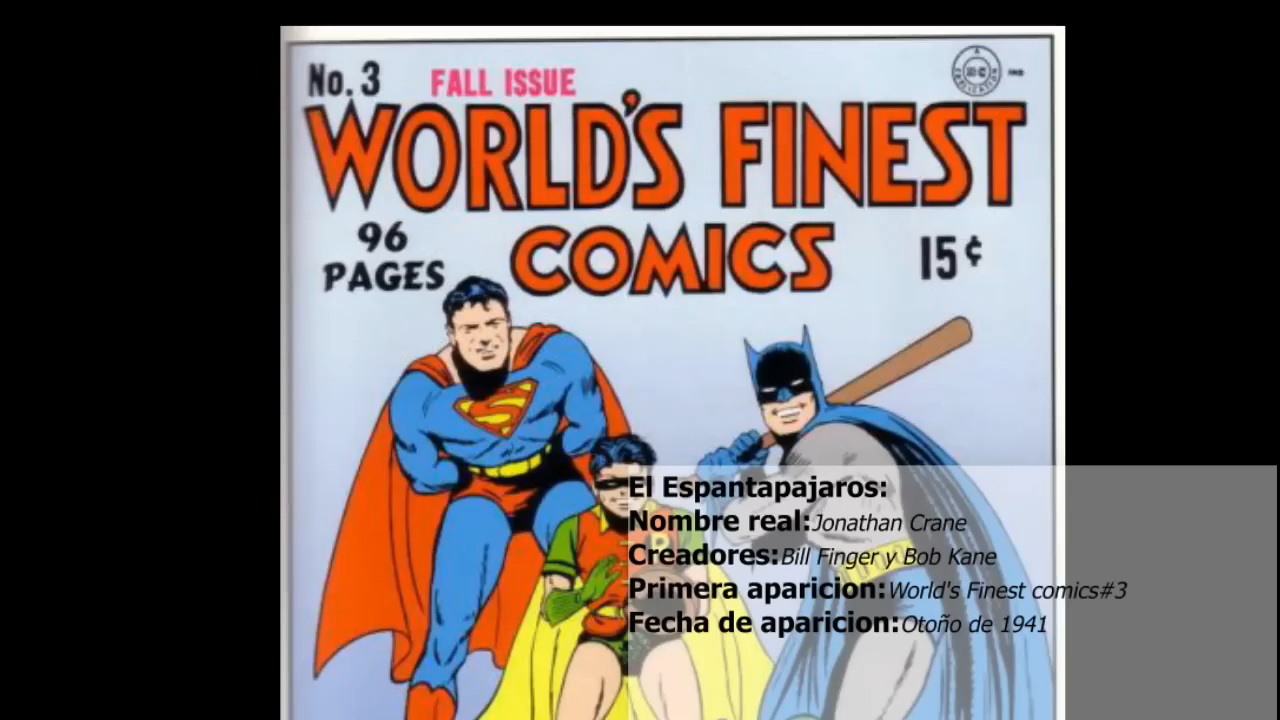 No. 3 FALL ISSUE
WORLD'S FINEST
COMICS
96
PAGES
15¢
El Espantapajaros:
Nombre real:Jonathan Crane
Creadores:Bill Finger y Bob Kane
Primera aparicion:World's Finest comics#3
Fecha de aparicion:Otoño de 1941